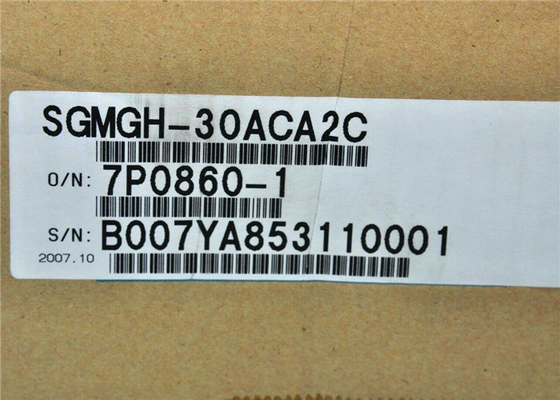 SGMGH-30ACA2C
O/N: 7P0860-1
S/N: B007YA853110001
2007.10